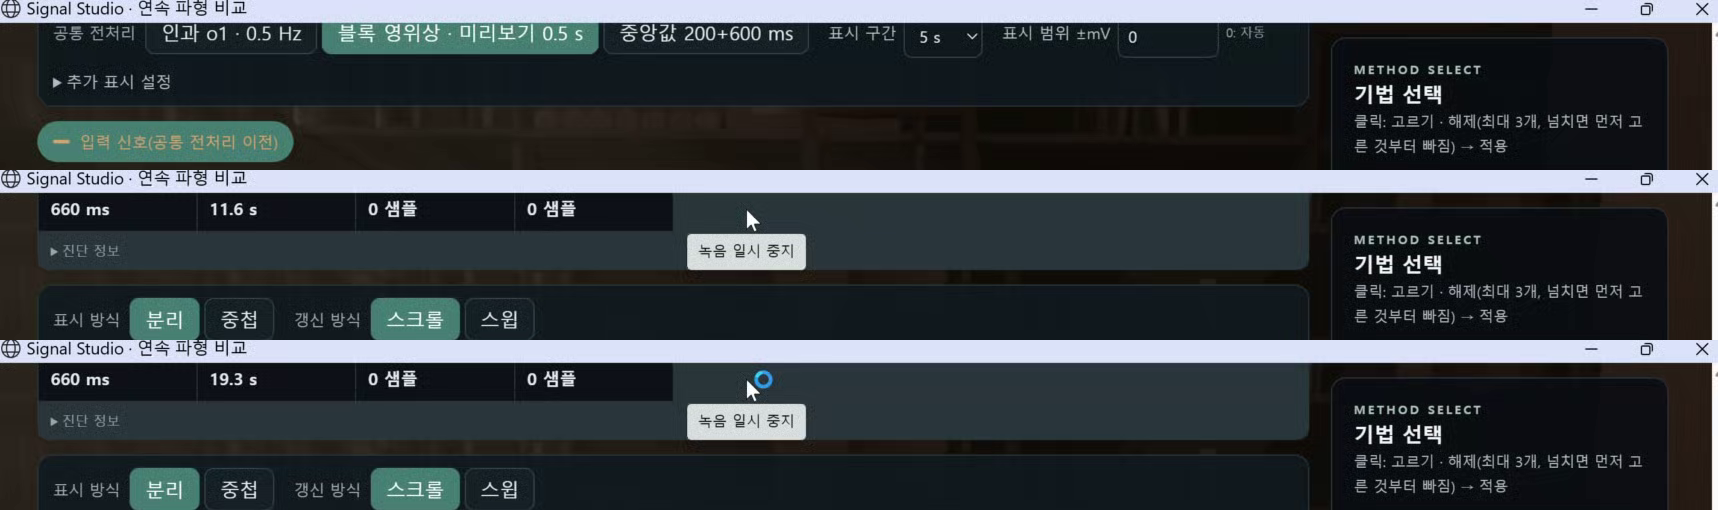 Signal Studio · 연속 파형 비교
공통 전처리 인과 o1 · 0.5 Hz 블록 영위상 · 미리보기 0.5 s 중앙값 200+600 ms 표시 구간 5 s 표시 범위 ±mV 0 0: 자동
▸추가 표시 설정
입력 신호(공통 전처리 이전)
METHOD SELECT
기법 선택
클릭: 고르기 · 해제(최대 3개, 넘치면 먼저 고
른 것부터 빠짐) → 적용
Signal Studio · 연속 파형 비교
660 ms 11.6 s 0 샘플 0 샘플
▸진단 정보
녹음 일시 중지
표시 방식 분리 중첩 갱신 방식 스크롤 스윕
METHOD SELECT
기법 선택
클릭: 고르기 · 해제(최대 3개, 넘치면 먼저 고
른 것부터 빠짐) → 적용
Signal Studio · 연속 파형 비교
660 ms 19.3 s 0 샘플 0 샘플
▸진단 정보
녹음 일시 중지
표시 방식 분리 중첩 갱신 방식 스크롤 스윕
METHOD SELECT
기법 선택
클릭: 고르기 · 해제(최대 3개, 넘치면 먼저 고
른 것부터 빠짐) → 적용